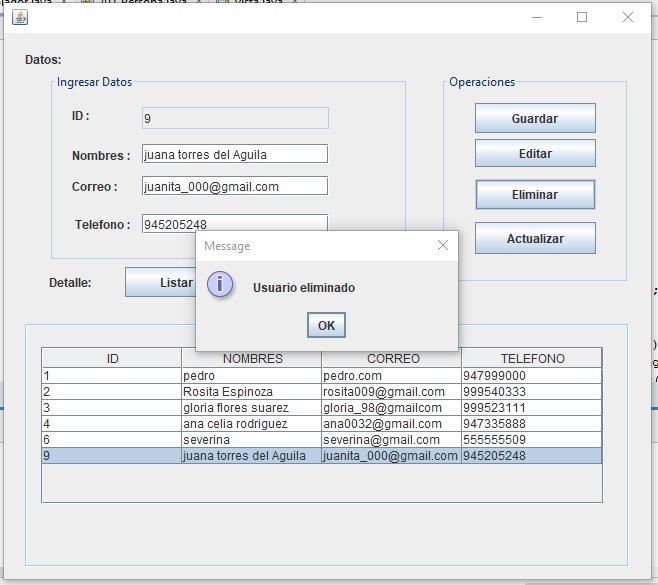 Datos:
Ingresar Datos
Operaciones
ID :
9
Guardar
Nombres :
juana torres del Aguila
Editar
Correo :
juanita_000@gmail.com
Eliminar
Telefono :
945205248
Actualizar
Message
Detalle:
Listar
Usuario eliminado
OK
ID NOMBRES CORREO TELEFONO
1 pedro pedro.com 947999000
2 Rosita Espinoza rosita009@gmail.com 999540333
3 gloria flores suarez gloria_98@gmailcom 999523111
4 ana celia rodriguez ana0032@gmail.com 947335888
6 severina severina@gmail.com 555555509
9 juana torres del Aguila juanita_000@gmail.com 945205248